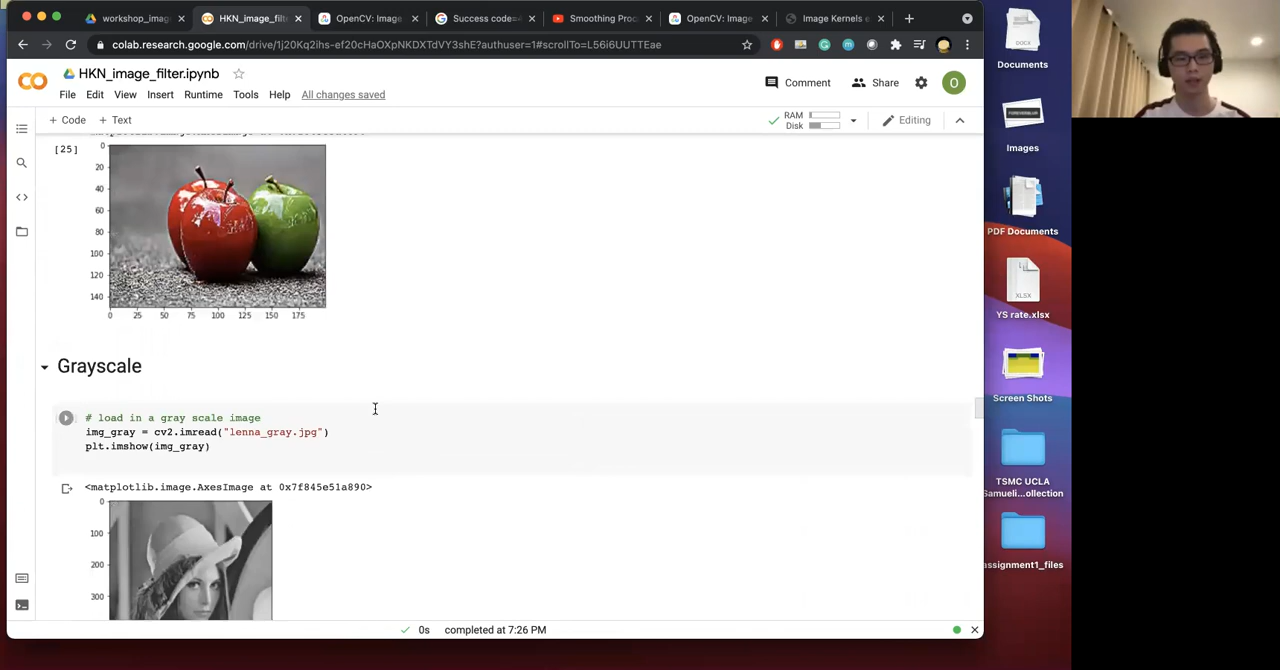 workshop_imag
HKN_image_filt
OpenCV: Image
Success code=
Smoothing Proc
OpenCV: Image
Image Kernels e
colab.research.google.com/drive/1j20Kq2ihs-ef20cHaOXpNKDXTdVY3shE?authuser=1#scrollTo=L56i6UUTTEae
HKN_image_filter.ipynb
Comment
Share
O
File Edit View Insert Runtime Tools Help All changes saved
+ Code + Text
RAM
Disk
Editing
[25]
0
20
40
60
80
100
120
140
0 25 50 75 100 125 150 175
Grayscale
# load in a gray scale image
img_gray = cv2.imread("lenna_gray.jpg")
plt.imshow(img_gray)
<matplotlib.image.AxesImage at 0x7f845e51a890>
0
100
200
300
0s completed at 7:26 PM
DOCX
Documents
Images
PDF Documents
XLSX
YS rate.xlsx
Screen Shots
TSMC UCLA
Samueli...ollection
assignment1_files